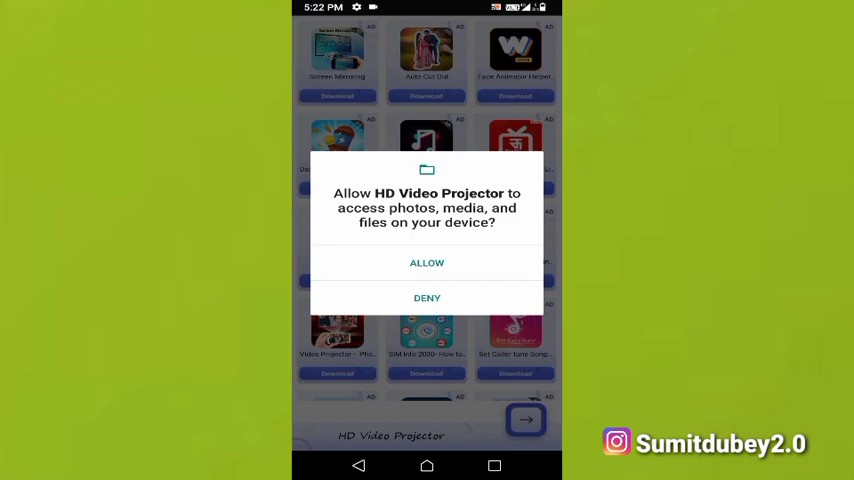 5:22 PM
AD
AD
AD
Screen Mirroring
Auto Cut Out
Face Animator Helper..
Download
Download
Download
AD
AD
AD
Allow HD Video Projector to
access photos, media, and
files on your device?
ALLOW
DENY
AD
Video Projector - Pho..
SIM Info 2020- How to..
Set Caller tune Song...
Download
Download
Download
AD
AD
AD
HD Video Projector
Sumitdubey2.0